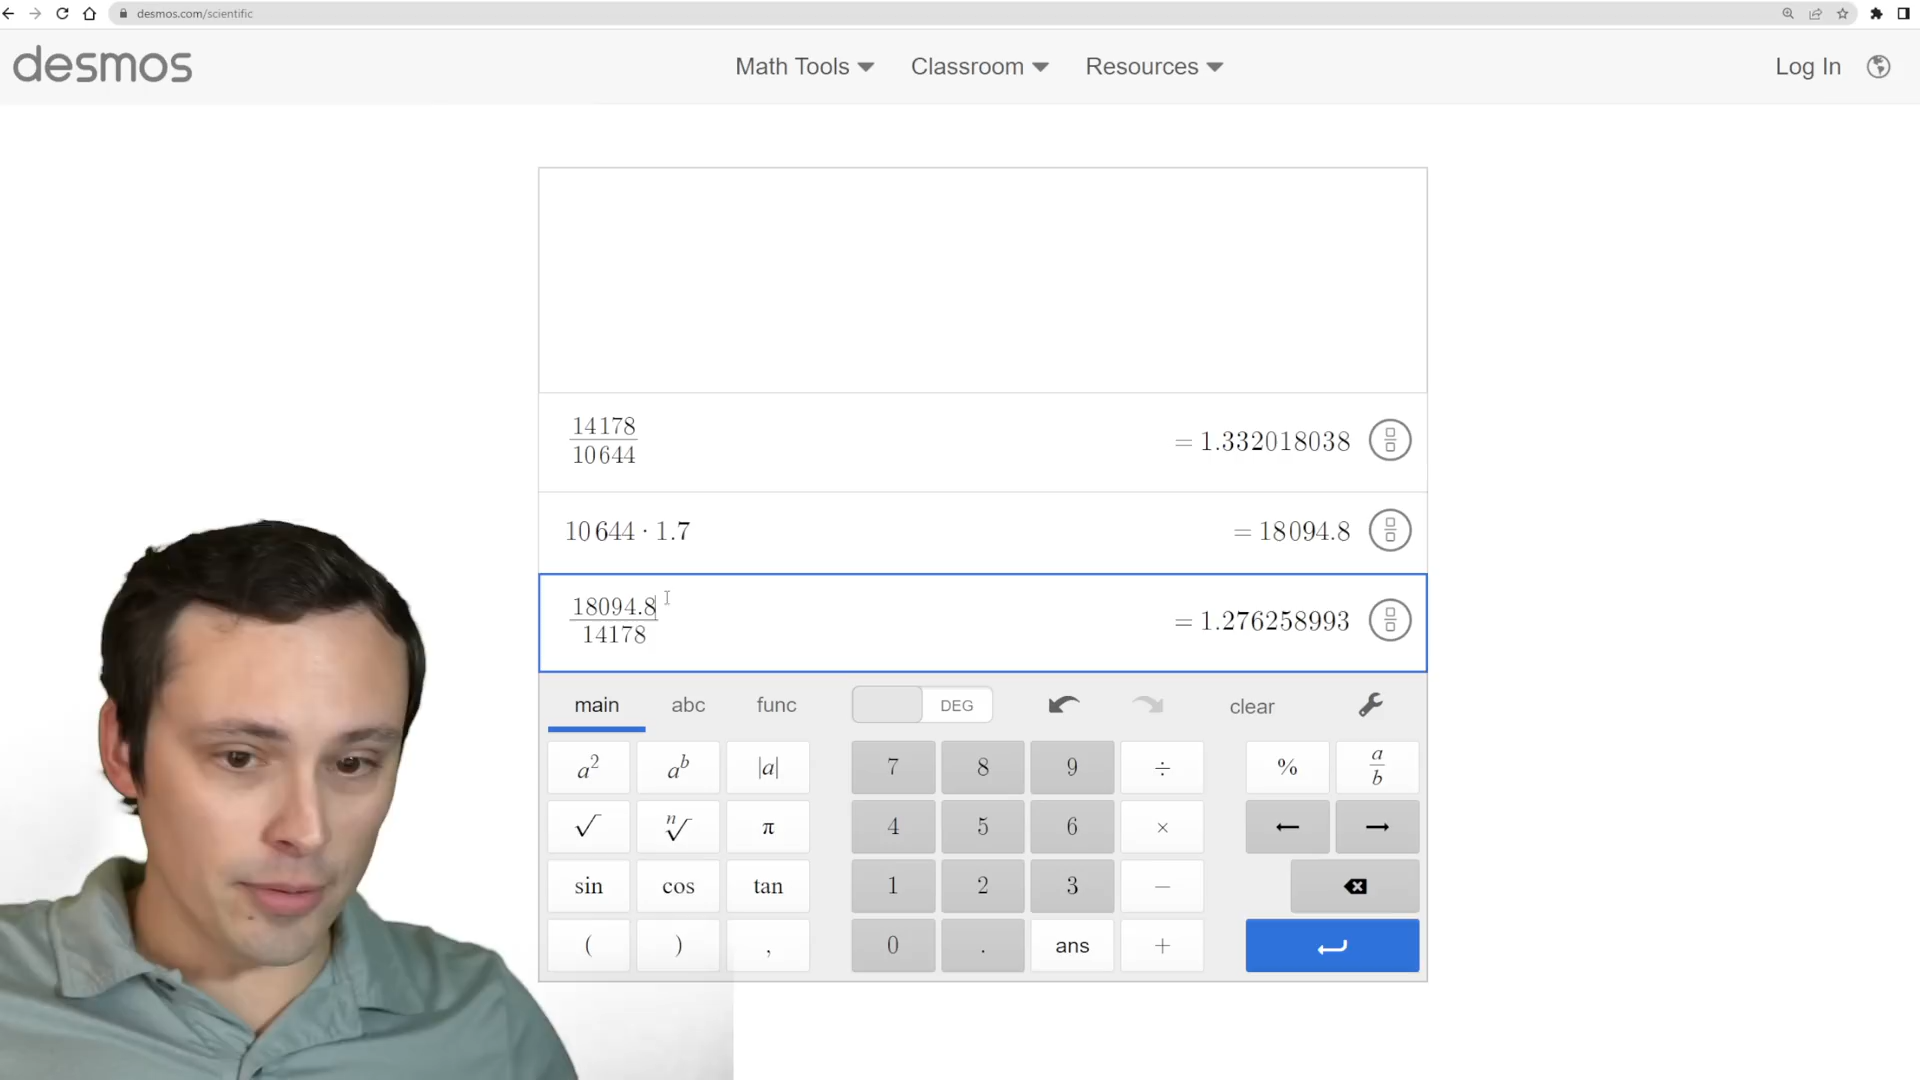 desmos.com/scientific
desmos Math Tools Classroom Resources Log In
14178/10644 = 1.332018038
10644 · 1.7 = 18094.8
18094.8/14178 = 1.276258993
main abc func DEG clear
a² aᵇ |a| 7 8 9 ÷ % a/b
√ ⁿ√ π 4 5 6 × ← →
sin cos tan 1 2 3 −
( ) , 0 . ans +